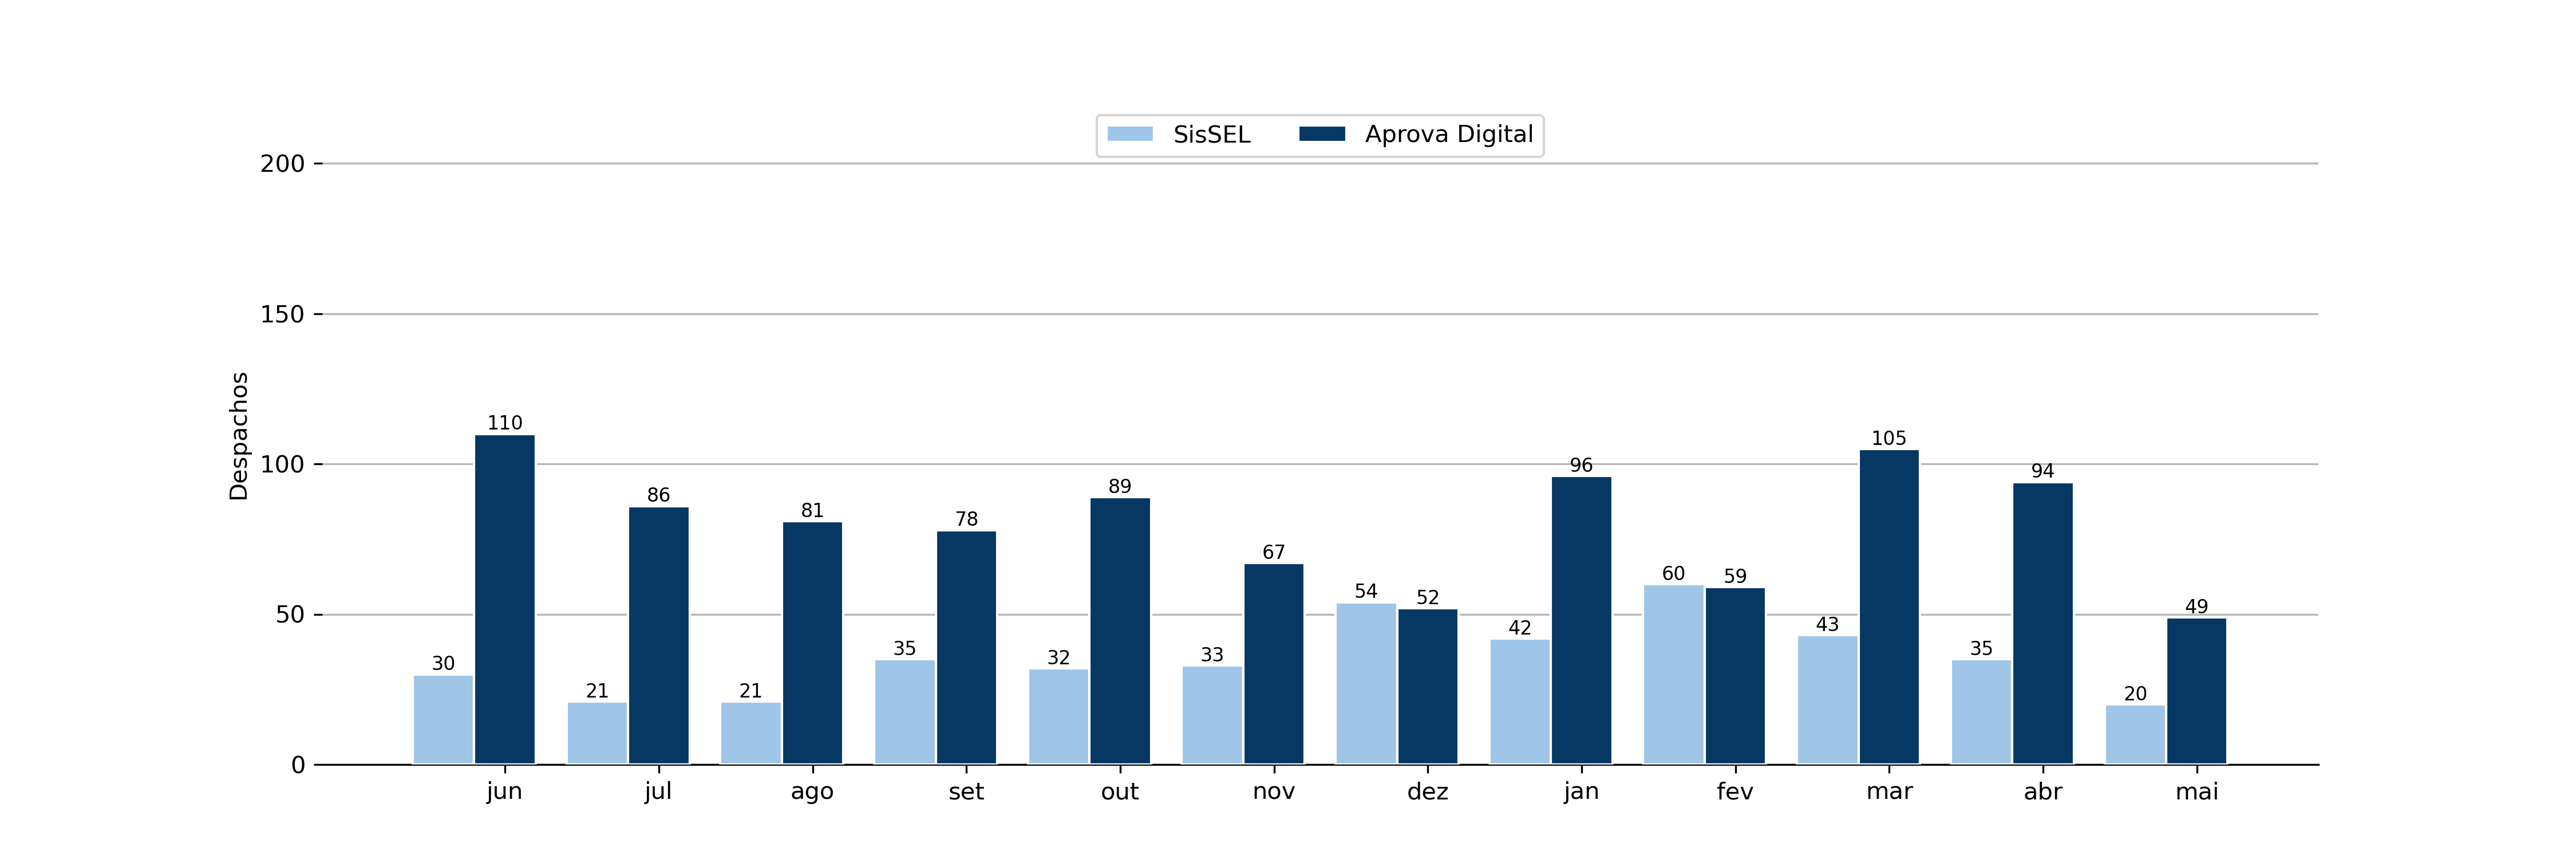 SisSEL Aprova Digital
200
150
100
50
0
Despachos
30 110 21 86 21 81 35 78 32 89 33 67 54 52 42 96 60 59 43 105 35 94 20 49
jun jul ago set out nov dez jan fev mar abr mai